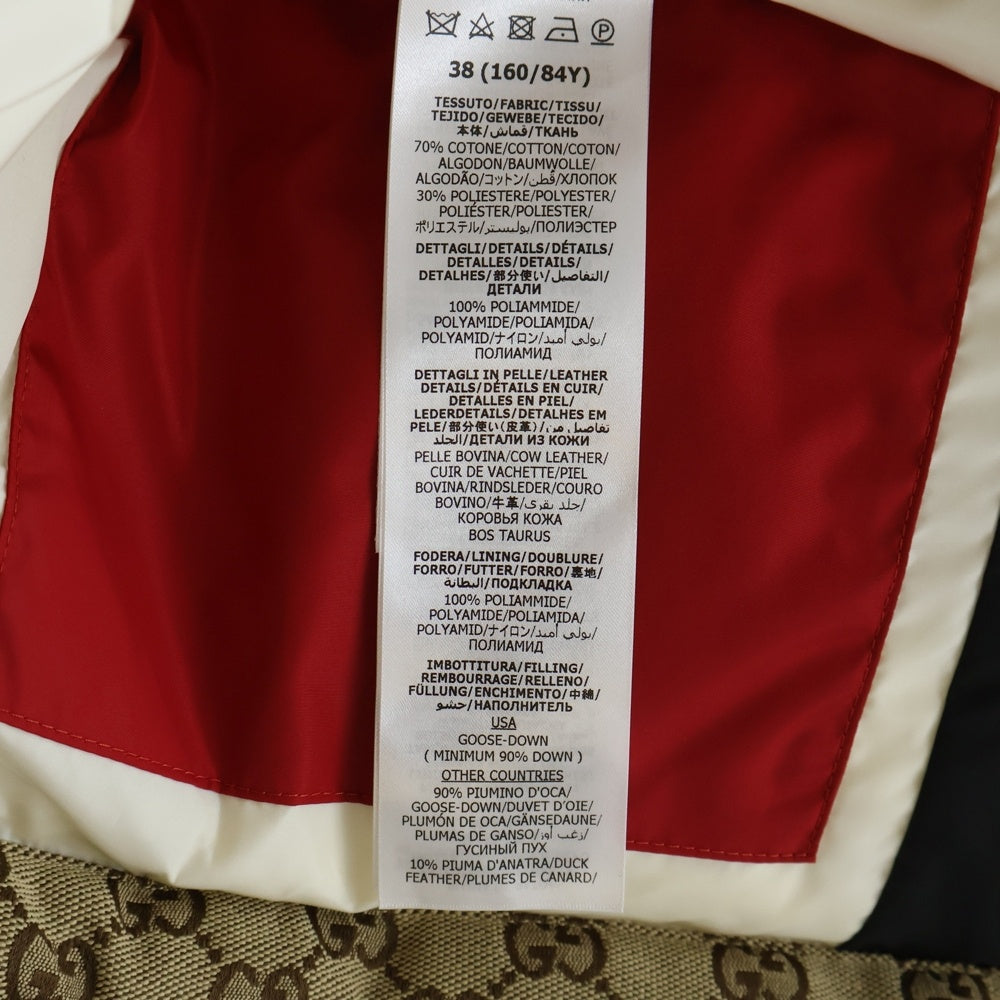 38 (160/84Y)
TESSUTO/FABRIC/TISSU/
TEJIDO/GEWEBE/TECIDO/
本体/قماش/ТКАНЬ
70% COTONE/COTTON/COTON/
ALGODON/BAUMWOLLE/
ALGODÃO/コットン/قطن/ХЛОПОК
30% POLIESTERE/POLYESTER/
POLIÉSTER/POLIESTER/
ポリエステル/بوليستر/ПОЛИЭСТЕР
DETTAGLI/DETAILS/DÉTAILS/
DETALLES/DETAILS/
DETALHES/部分使い/التفاصيل/
ДЕТАЛИ
100% POLIAMMIDE/
POLYAMIDE/POLIAMIDA/
POLYAMID/ナイロン/بولي أميد/
ПОЛИАМИД
DETTAGLI IN PELLE/LEATHER
DETAILS/DÉTAILS EN CUIR/
DETALLES EN PIEL/
LEDERDETAILS/DETALHES EM
PELE/部分使い(皮革)/تفاصيل من
الجلد/ДЕТАЛИ ИЗ КОЖИ
PELLE BOVINA/COW LEATHER/
CUIR DE VACHETTE/PIEL
BOVINA/RINDSLEDER/COURO
BOVINO/牛革/جلد بقري/
КОРОВЬЯ КОЖА
BOS TAURUS
FODERA/LINING/DOUBLURE/
FORRO/FUTTER/FORRO/裏地/
البطانة/ПОДКЛАДКА
100% POLIAMMIDE/
POLYAMIDE/POLIAMIDA/
POLYAMID/ナイロン/بولي أميد/
ПОЛИАМИД
IMBOTTITURA/FILLING/
REMBOURRAGE/RELLENO/
FÜLLUNG/ENCHIMENTO/中綿/
حشو/НАПОЛНИТЕЛЬ
USA
GOOSE-DOWN
( MINIMUM 90% DOWN )
OTHER COUNTRIES
90% PIUMINO D'OCA/
GOOSE-DOWN/DUVET D'OIE/
PLUMÓN DE OCA/GÄNSEDAUNE/
PLUMAS DE GANSO/زغب أوز/
ГУСИНЫЙ ПУХ
10% PIUMA D'ANATRA/DUCK
FEATHER/PLUMES DE CANARD/